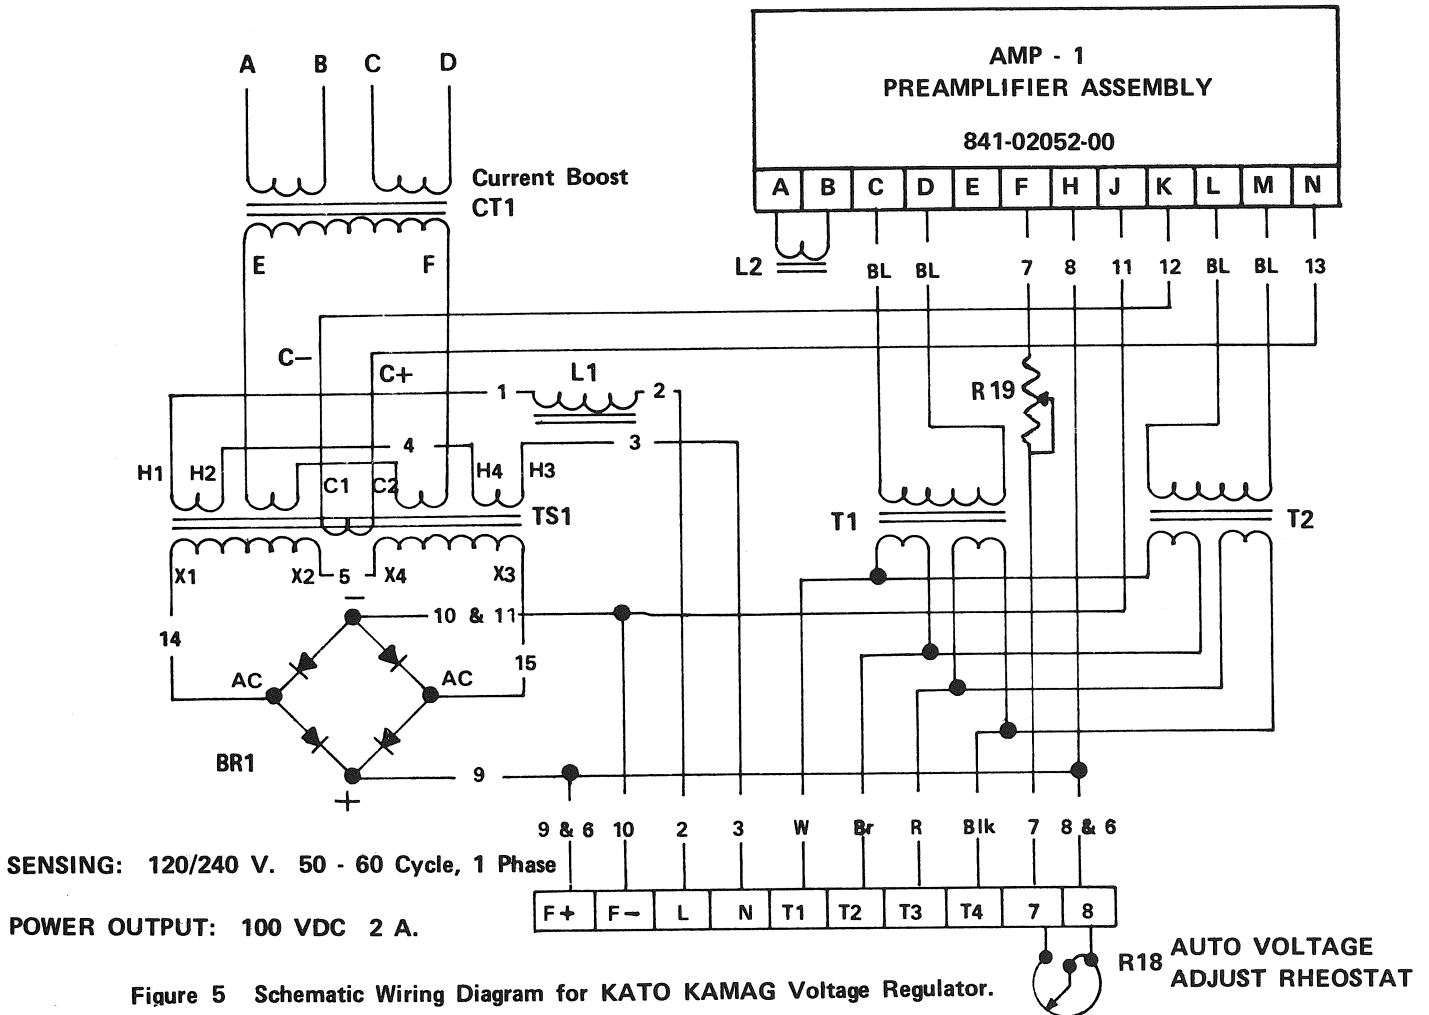 A B C D
Current Boost
CT1
E F
AMP - 1
PREAMPLIFIER ASSEMBLY
841-02052-00
A B C D E F H J K L M N
L2
BL BL 7 8 11 12 BL BL 13
C−
C+
L1
1 2
R 19
4
3
H1 H2 C1 C2 H4 H3
TS1
T1
T2
X1 X2 5 X4 X3
−
10 & 11
14
15
AC AC
BR1
9
+
9 & 6 10 2 3 W Br R Blk 7 8 & 6
SENSING: 120/240 V. 50 - 60 Cycle, 1 Phase
F+ F− L N T1 T2 T3 T4 7 8
POWER OUTPUT: 100 VDC 2 A.
R18 AUTO VOLTAGE
ADJUST RHEOSTAT
Figure 5 Schematic Wiring Diagram for KATO KAMAG Voltage Regulator.